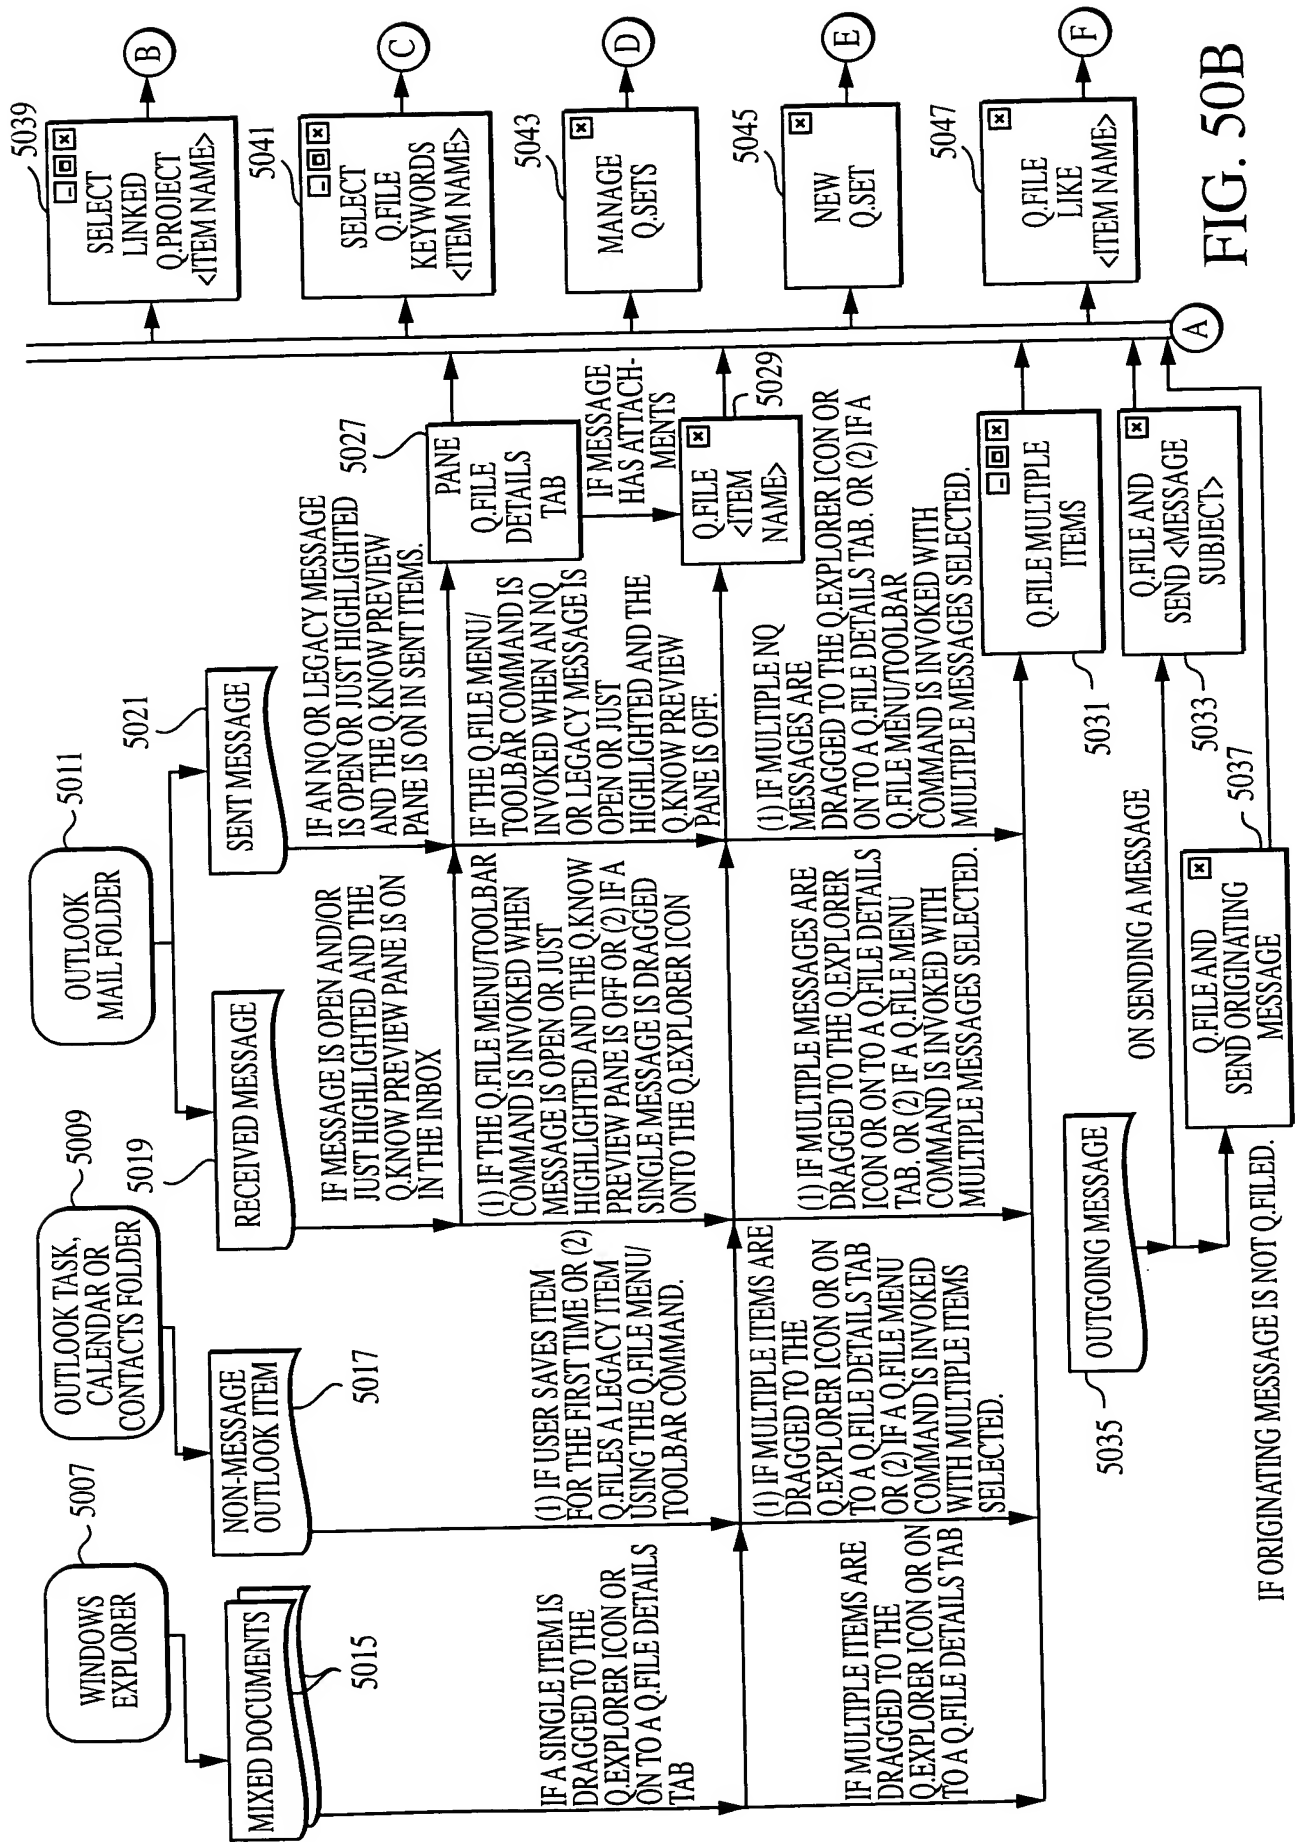 WINDOWS
EXPLORER
5007
OUTLOOK TASK,
CALENDAR OR
CONTACTS FOLDER
5009
OUTLOOK
MAIL FOLDER
5011
MIXED DOCUMENTS
5015
NON-MESSAGE
OUTLOOK ITEM
5017
RECEIVED MESSAGE
5019
SENT MESSAGE
5021
IF MESSAGE IS OPEN AND/OR
JUST HIGHLIGHTED AND THE
Q.KNOW PREVIEW PANE IS ON
IN THE INBOX
IF AN NQ OR LEGACY MESSAGE
IS OPEN OR JUST HIGHLIGHTED
AND THE Q.KNOW PREVIEW
PANE IS ON IN SENT ITEMS.
5027
PANE
Q.FILE
DETAILS
TAB
IF A SINGLE ITEM IS
DRAGGED TO THE
Q.EXPLORER ICON OR
ON TO A Q.FILE DETAILS
TAB
(1) IF USER SAVES ITEM
FOR THE FIRST TIME OR (2)
Q.FILES A LEGACY ITEM
USING THE Q.FILE MENU/
TOOLBAR COMMAND.
(1) IF THE Q.FILE MENU/TOOLBAR
COMMAND IS INVOKED WHEN
MESSAGE IS OPEN OR JUST
HIGHLIGHTED AND THE Q.KNOW
PREVIEW PANE IS OFF OR (2) IF A
SINGLE MESSAGE IS DRAGGED
ONTO THE Q.EXPLORER ICON
IF THE Q.FILE MENU/
TOOLBAR COMMAND IS
INVOKED WHEN AN NQ
OR LEGACY MESSAGE IS
OPEN OR JUST
HIGHLIGHTED AND THE
Q.KNOW PREVIEW
PANE IS OFF.
IF MESSAGE
HAS ATTACH-
MENTS
Q.FILE
<ITEM
NAME>
5029
IF MULTIPLE ITEMS ARE
DRAGGED TO THE
Q.EXPLORER ICON OR ON
TO A Q.FILE DETAILS TAB
(1) IF MULTIPLE ITEMS ARE
DRAGGED TO THE
Q.EXPLORER ICON OR ON
TO A Q.FILE DETAILS TAB
OR (2) IF A Q.FILE MENU
COMMAND IS INVOKED
WITH MULTIPLE ITEMS
SELECTED.
(1) IF MULTIPLE MESSAGES ARE
DRAGGED TO THE Q.EXPLORER
ICON OR ON TO A Q.FILE DETAILS
TAB. OR (2) IF A Q.FILE MENU
COMMAND IS INVOKED WITH
MULTIPLE MESSAGES SELECTED.
(1) IF MULTIPLE NQ
MESSAGES ARE
DRAGGED TO THE Q.EXPLORER ICON OR
ON TO A Q.FILE DETAILS TAB. OR (2) IF A
Q.FILE MENU/TOOLBAR
COMMAND IS INVOKED WITH
MULTIPLE MESSAGES SELECTED.
Q.FILE MULTIPLE
ITEMS
5031
OUTGOING MESSAGE
5035
ON SENDING A MESSAGE
Q.FILE AND
SEND <MESSAGE
SUBJECT>
5033
IF ORIGINATING MESSAGE IS NOT Q.FILED.
Q.FILE AND
SEND ORIGINATING
MESSAGE
5037
A
SELECT
LINKED
Q.PROJECT
<ITEM NAME>
5039
B
SELECT
Q.FILE
KEYWORDS
<ITEM NAME>
5041
C
MANAGE
Q.SETS
5043
D
NEW
Q.SET
5045
E
Q.FILE
LIKE
<ITEM NAME>
5047
F
FIG. 50B